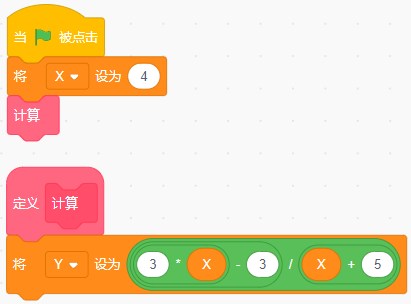 当 被点击
将 X 设为 4
计算
定义 计算
将 Y 设为 3 * X - 3 / X + 5